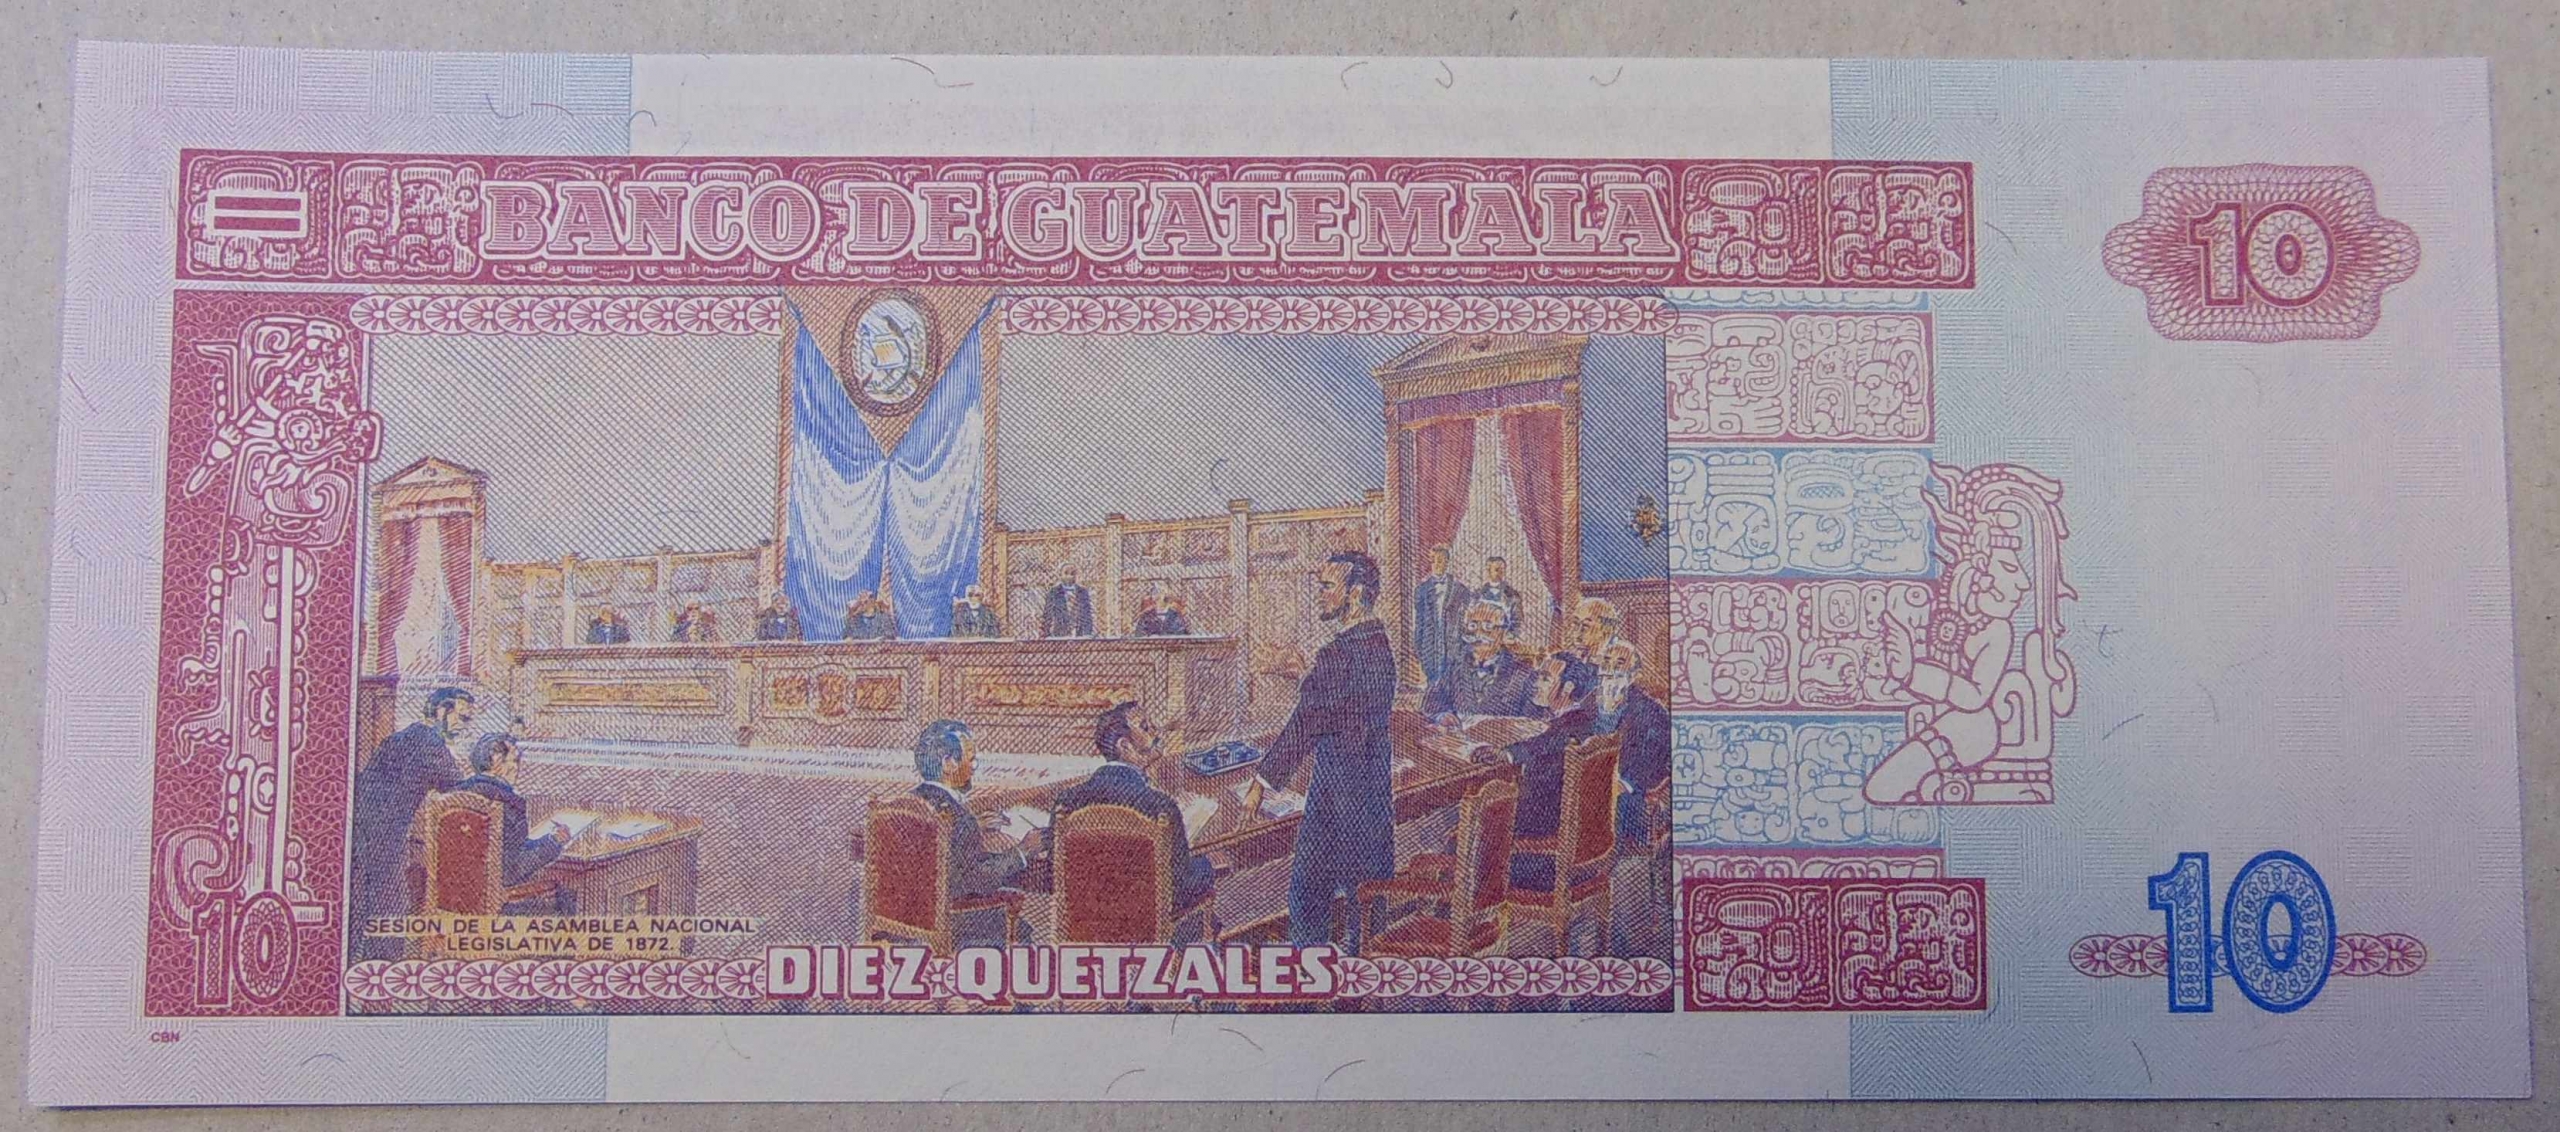 BANCO DE GUATEMALA
10
SESION DE LA ASAMBLEA NACIONAL
LEGISLATIVA DE 1872.
10
DIEZ QUETZALES
10
CBN